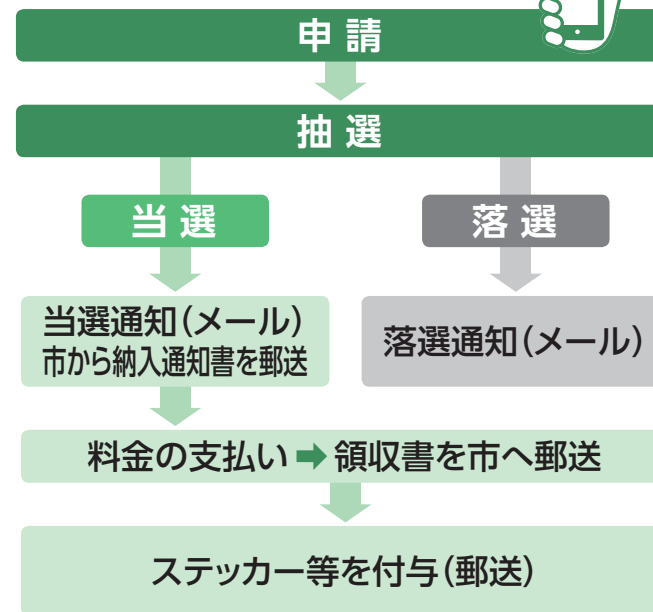 申請
抽選
当選
落選
当選通知(メール)
市から納入通知書を郵送
落選通知(メール)
料金の支払い➡領収書を市へ郵送
ステッカー等を付与(郵送)